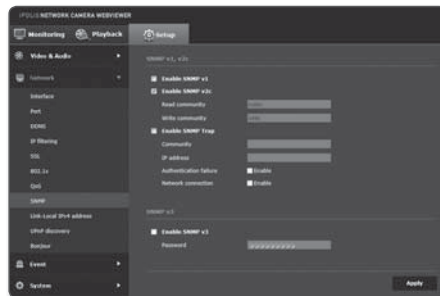 iPOLiS NETWORK CAMERA WEBVIEWER
Monitoring Playback Setup
Video & Audio
Network
Interface
Port
DDNS
IP filtering
SSL
802.1x
QoS
SNMP
Link-Local IPv4 address
UPnP discovery
Bonjour
Event
System
SNMP v1, v2c
Enable SNMP v1
Enable SNMP v2c
Read community
Write community
Enable SNMP Trap
Community
IP address
Authentication failure Enable
Network connection Enable
SNMP v3
Enable SNMP v3
Password
Apply